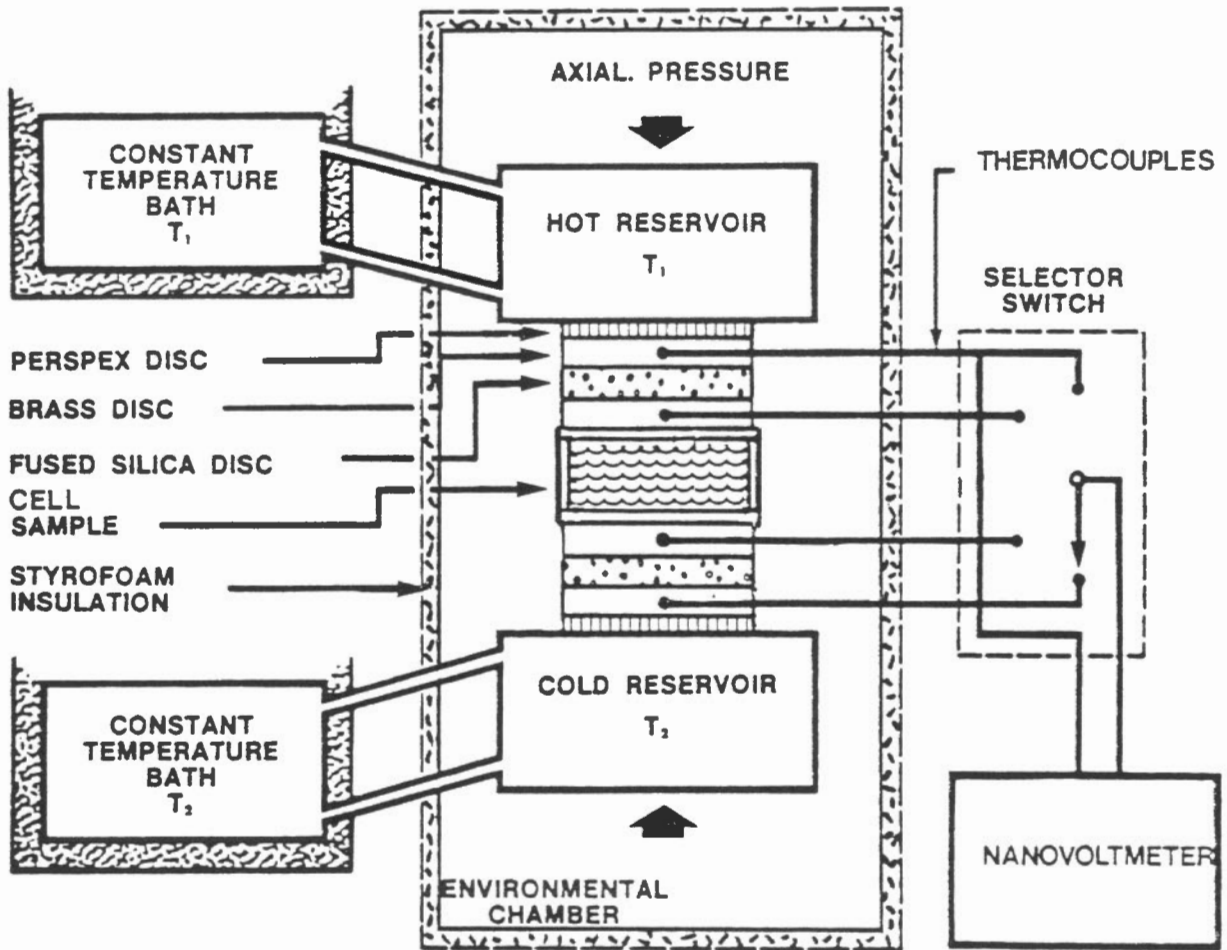 AXIAL. PRESSURE
CONSTANT
TEMPERATURE
BATH
T₁
HOT RESERVOIR
T₁
THERMOCOUPLES
SELECTOR
SWITCH
PERSPEX DISC
BRASS DISC
FUSED SILICA DISC
CELL
SAMPLE
STYROFOAM
INSULATION
CONSTANT
TEMPERATURE
BATH
T₂
COLD RESERVOIR
T₂
NANOVOLTMETER
ENVIRONMENTAL
CHAMBER